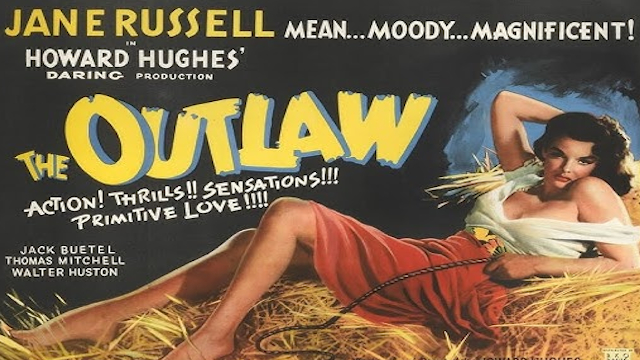 JANE RUSSELL MEAN...MOODY...MAGNIFICENT!
IN
HOWARD HUGHES'
DARING PRODUCTION
THE OUTLAW
ACTION! THRILLS!! SENSATIONS!!!
PRIMITIVE LOVE!!!!
JACK BUETEL
THOMAS MITCHELL
WALTER HUSTON